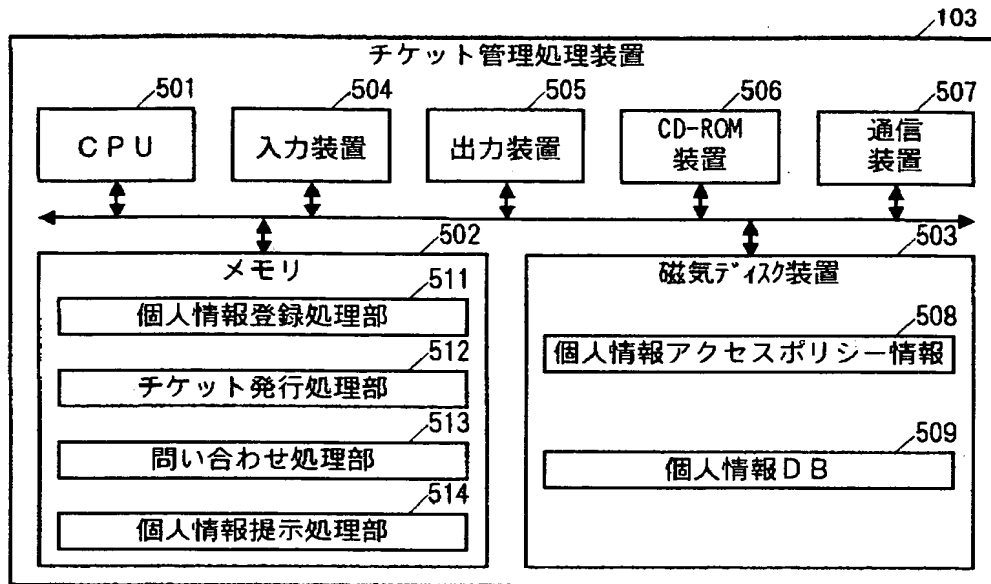 103
チケット管理処理装置
501
504
505
506
507
CPU
入力装置
出力装置
CD-ROM
装置
通信
装置
502
503
メモリ
磁気ディスク装置
511
個人情報登録処理部
512
チケット発行処理部
513
問い合わせ処理部
514
個人情報提示処理部
508
個人情報アクセスポリシー情報
509
個人情報DB